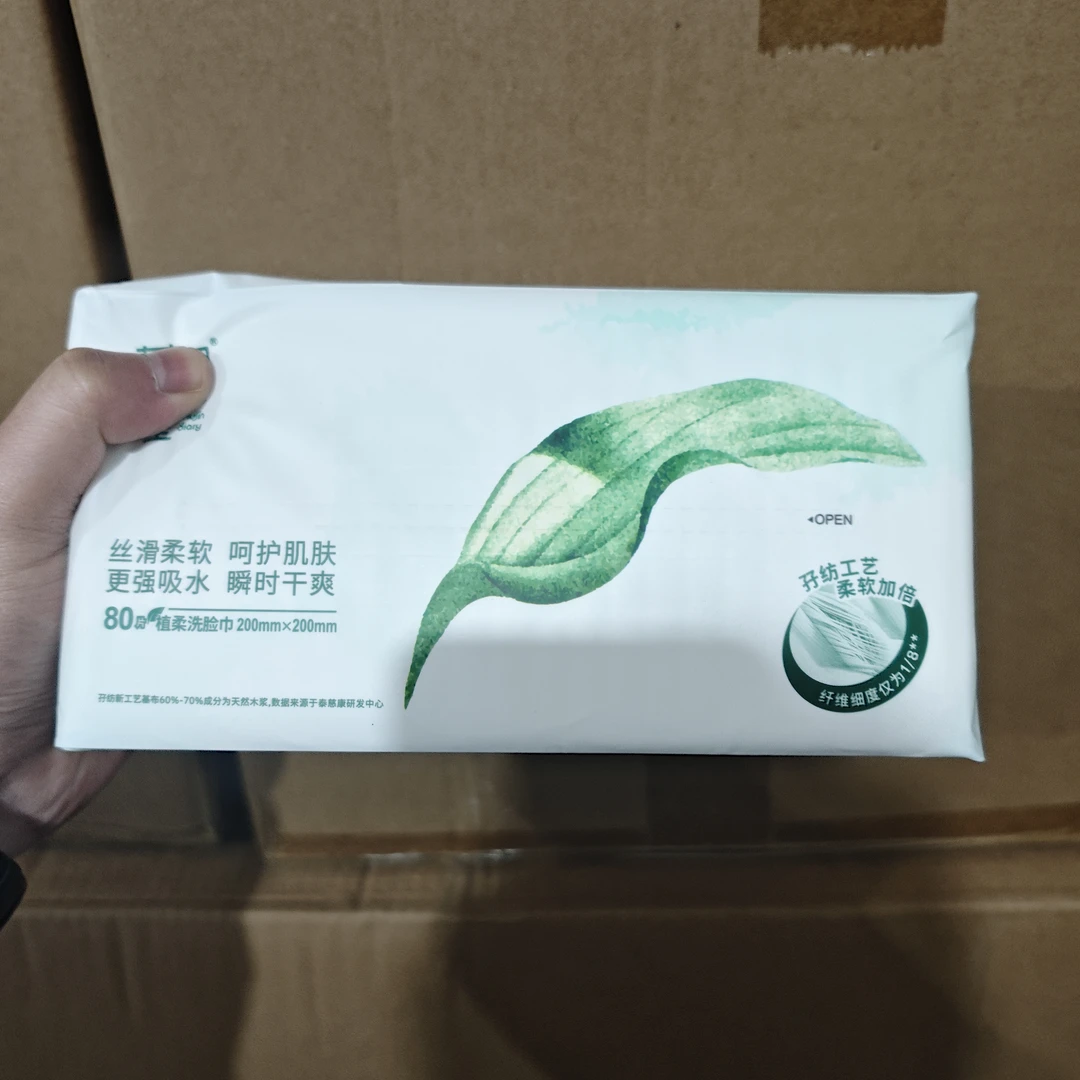 丝滑柔软 呵护肌肤
更强吸水 瞬时干爽
80 植柔洗脸巾 200mm×200mm
孖纺新工艺基布60%-70%成分为天然木浆,数据来源于泰慈康研发中心
◂OPEN
孖纺工艺
柔软加倍
纤维细度仅为1/8**